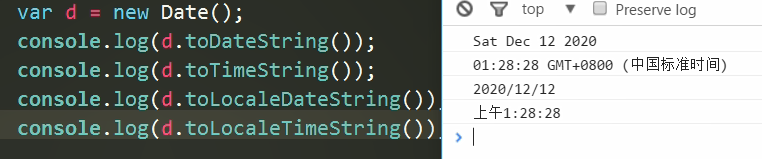 var d = new Date();
console.log(d.toDateString());
console.log(d.toTimeString());
console.log(d.toLocaleDateString())
console.log(d.toLocaleTimeString())
top ▼ Preserve log
Sat Dec 12 2020
01:28:28 GMT+0800 (中国标准时间)
2020/12/12
上午1:28:28
>